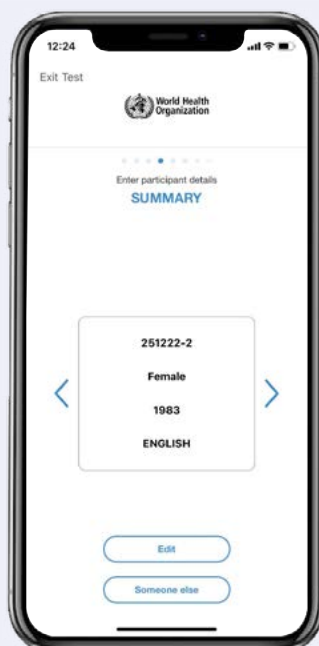 12:24
Exit Test
World Health
Organization
Enter participant details
SUMMARY
251222-2
Female
1983
ENGLISH
Edit
Someone else